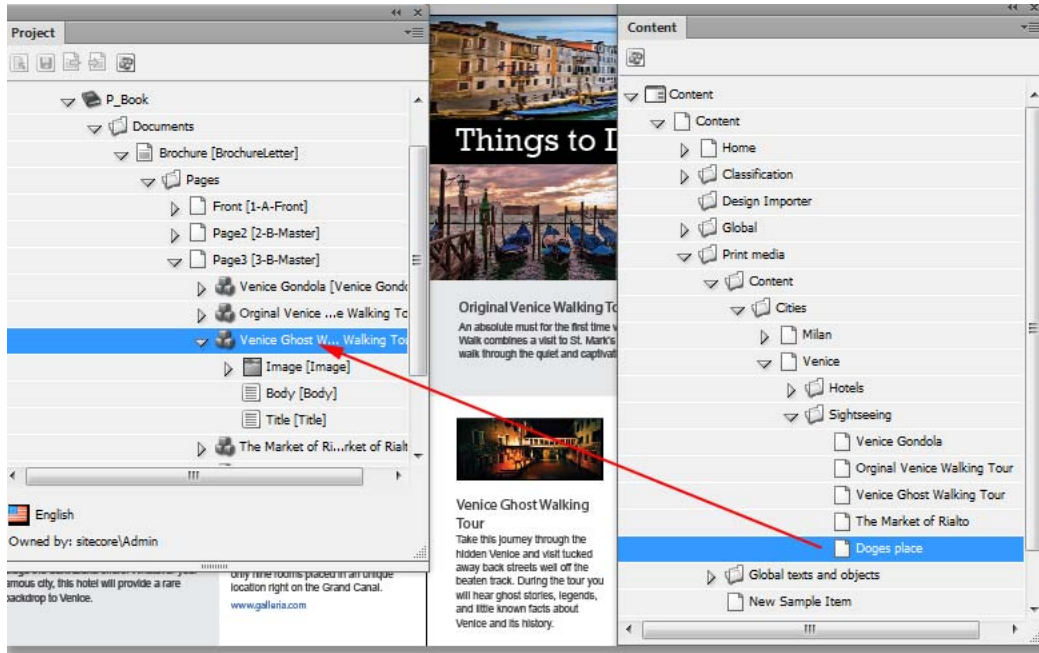 Project
P_Book
Documents
Brochure [BrochureLetter]
Pages
Front [1-A-Front]
Page2 [2-B-Master]
Page3 [3-B-Master]
Venice Gondola [Venice Gondo
Orginal Venice ...e Walking To
Venice Ghost W... Walking Tou
Image [Image]
Body [Body]
Title [Title]
The Market of Ri...rket of Rialt
English
Owned by: sitecore\Admin
amous city, this hotel will provide a rare
backdrop to Venice.
only nine rooms placed in an unique
location right on the Grand Canal.
www.galleria.com
Things to D
Original Venice Walking To
An absolute must for the first time v
Walk combines a visit to St. Mark's
walk through the quiet and captivat
Venice Ghost Walking
Tour
Take this journey through the
hidden Venice and visit tucked
away back streets well off the
beaten track. During the tour you
will hear ghost stories, legends,
and little known facts about
Venice and its history.
Content
Content
Content
Home
Classification
Design Importer
Global
Print media
Content
Cities
Milan
Venice
Hotels
Sightseeing
Venice Gondola
Orginal Venice Walking Tour
Venice Ghost Walking Tour
The Market of Rialto
Doges place
Global texts and objects
New Sample Item